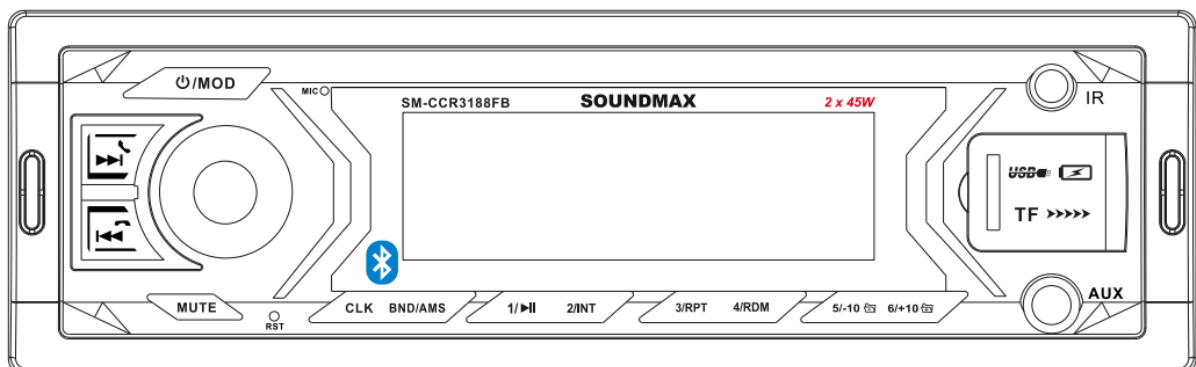 ⏻/MOD
MIC
SM-CCR3188FB
SOUNDMAX
2 x 45W
IR
USB
TF >>>>>
MUTE
RST
CLK
BND/AMS
1/▶II
2/INT
3/RPT
4/RDM
5/-10
6/+10
AUX